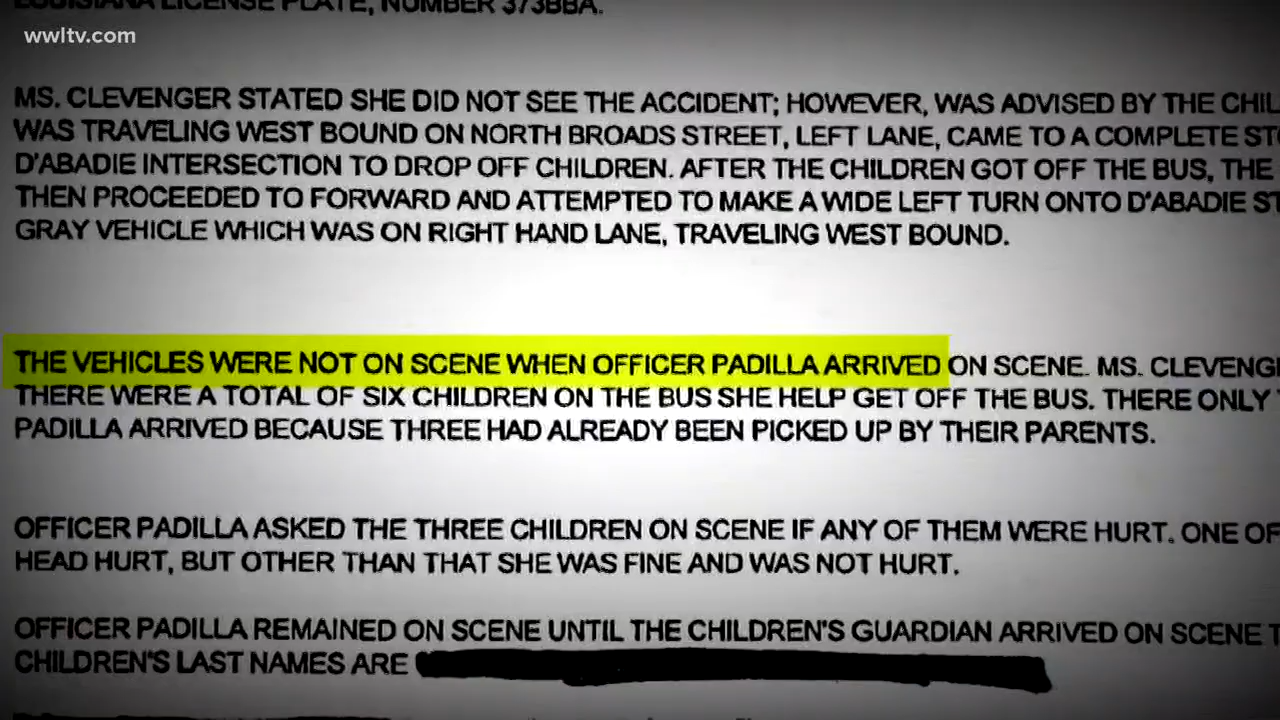 LOUISIANA LICENSE PLATE, NUMBER 373BBA.
wwltv.com
MS. CLEVENGER STATED SHE DID NOT SEE THE ACCIDENT; HOWEVER, WAS ADVISED BY THE CHIL
WAS TRAVELING WEST BOUND ON NORTH BROADS STREET, LEFT LANE, CAME TO A COMPLETE ST
D'ABADIE INTERSECTION TO DROP OFF CHILDREN. AFTER THE CHILDREN GOT OFF THE BUS, THE
THEN PROCEEDED TO FORWARD AND ATTEMPTED TO MAKE A WIDE LEFT TURN ONTO D'ABADIE ST
GRAY VEHICLE WHICH WAS ON RIGHT HAND LANE, TRAVELING WEST BOUND.
THE VEHICLES WERE NOT ON SCENE WHEN OFFICER PADILLA ARRIVED ON SCENE. MS. CLEVENG
THERE WERE A TOTAL OF SIX CHILDREN ON THE BUS SHE HELP GET OFF THE BUS. THERE ONLY
PADILLA ARRIVED BECAUSE THREE HAD ALREADY BEEN PICKED UP BY THEIR PARENTS.
OFFICER PADILLA ASKED THE THREE CHILDREN ON SCENE IF ANY OF THEM WERE HURT. ONE OF
HEAD HURT, BUT OTHER THAN THAT SHE WAS FINE AND WAS NOT HURT.
OFFICER PADILLA REMAINED ON SCENE UNTIL THE CHILDREN'S GUARDIAN ARRIVED ON SCENE T
CHILDREN'S LAST NAMES ARE